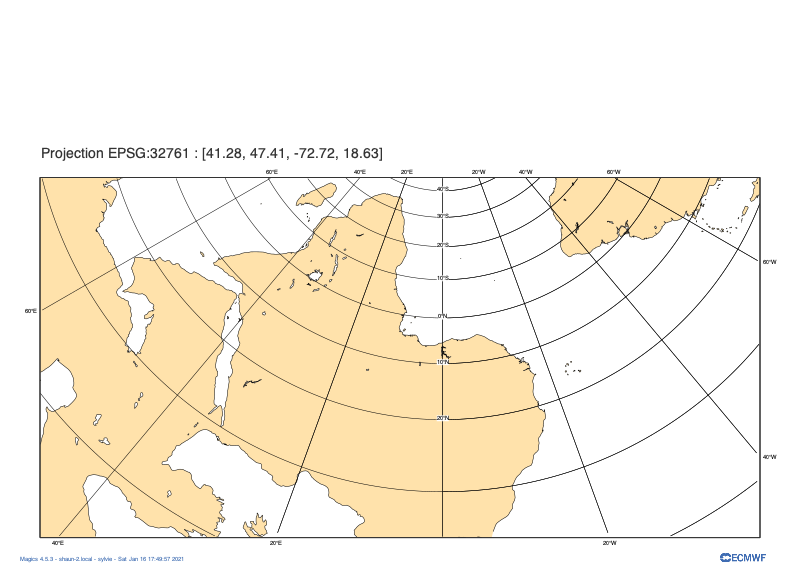 Projection EPSG:32761 : [41.28, 47.41, -72.72, 18.63]
60°E 40°E 20°E 20°W 40°W 60°W
40°S
30°S
20°S
60°W
10°S
60°E
0°N
10°N
20°N
40°W
40°E 20°E 20°W
Magics 4.5.3 - shaun-2.local - sylvie - Sat Jan 16 17:49:57 2021
ECMWF